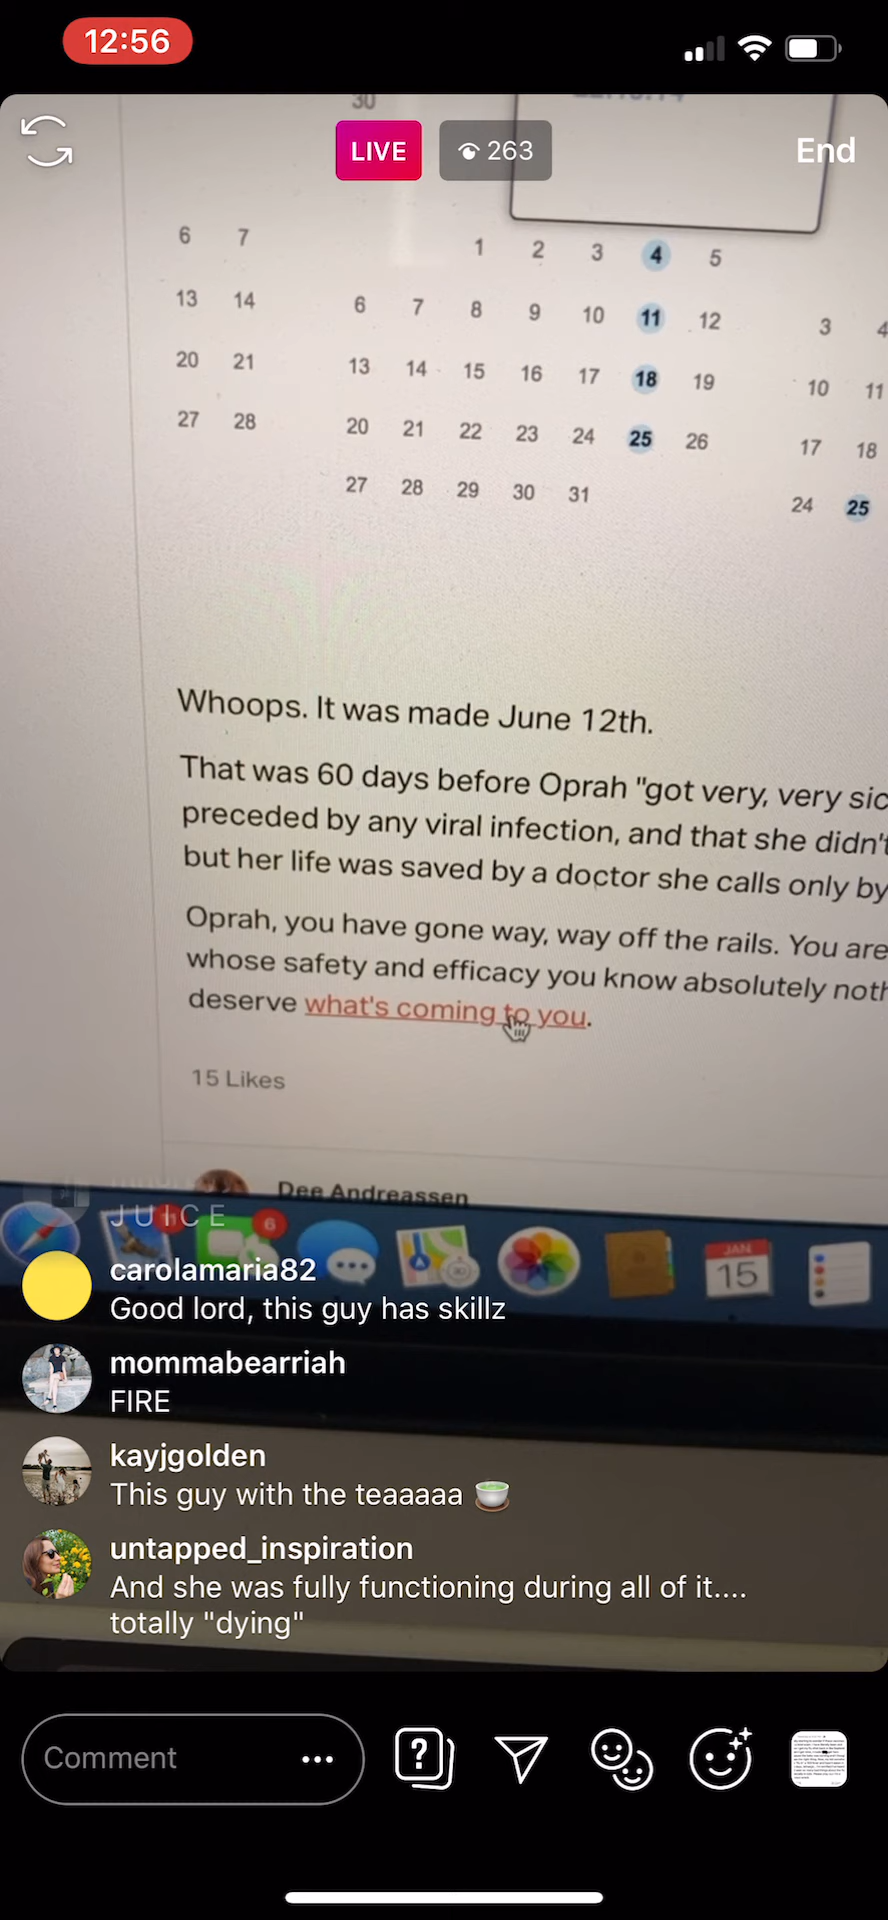 12:56
30
LIVE
263
End
6 7 1 2 3 4 5
13 14 6 7 8 9 10 11 12 3 4
20 21 13 14 15 16 17 18 19 10 11
27 28 20 21 22 23 24 25 26 17 18
27 28 29 30 31 24 25
Whoops. It was made June 12th.
That was 60 days before Oprah "got very, very sic
preceded by any viral infection, and that she didn't
but her life was saved by a doctor she calls only by
Oprah, you have gone way, way off the rails. You are
whose safety and efficacy you know absolutely noth
deserve what's coming to you.
15 Likes
Dee Andreassen
JUICE
11
6
JAN
15
carolamaria82
Good lord, this guy has skillz
mommabearriah
FIRE
kayjgolden
This guy with the teaaaaa
untapped_inspiration
And she was fully functioning during all of it....
totally "dying"
Comment